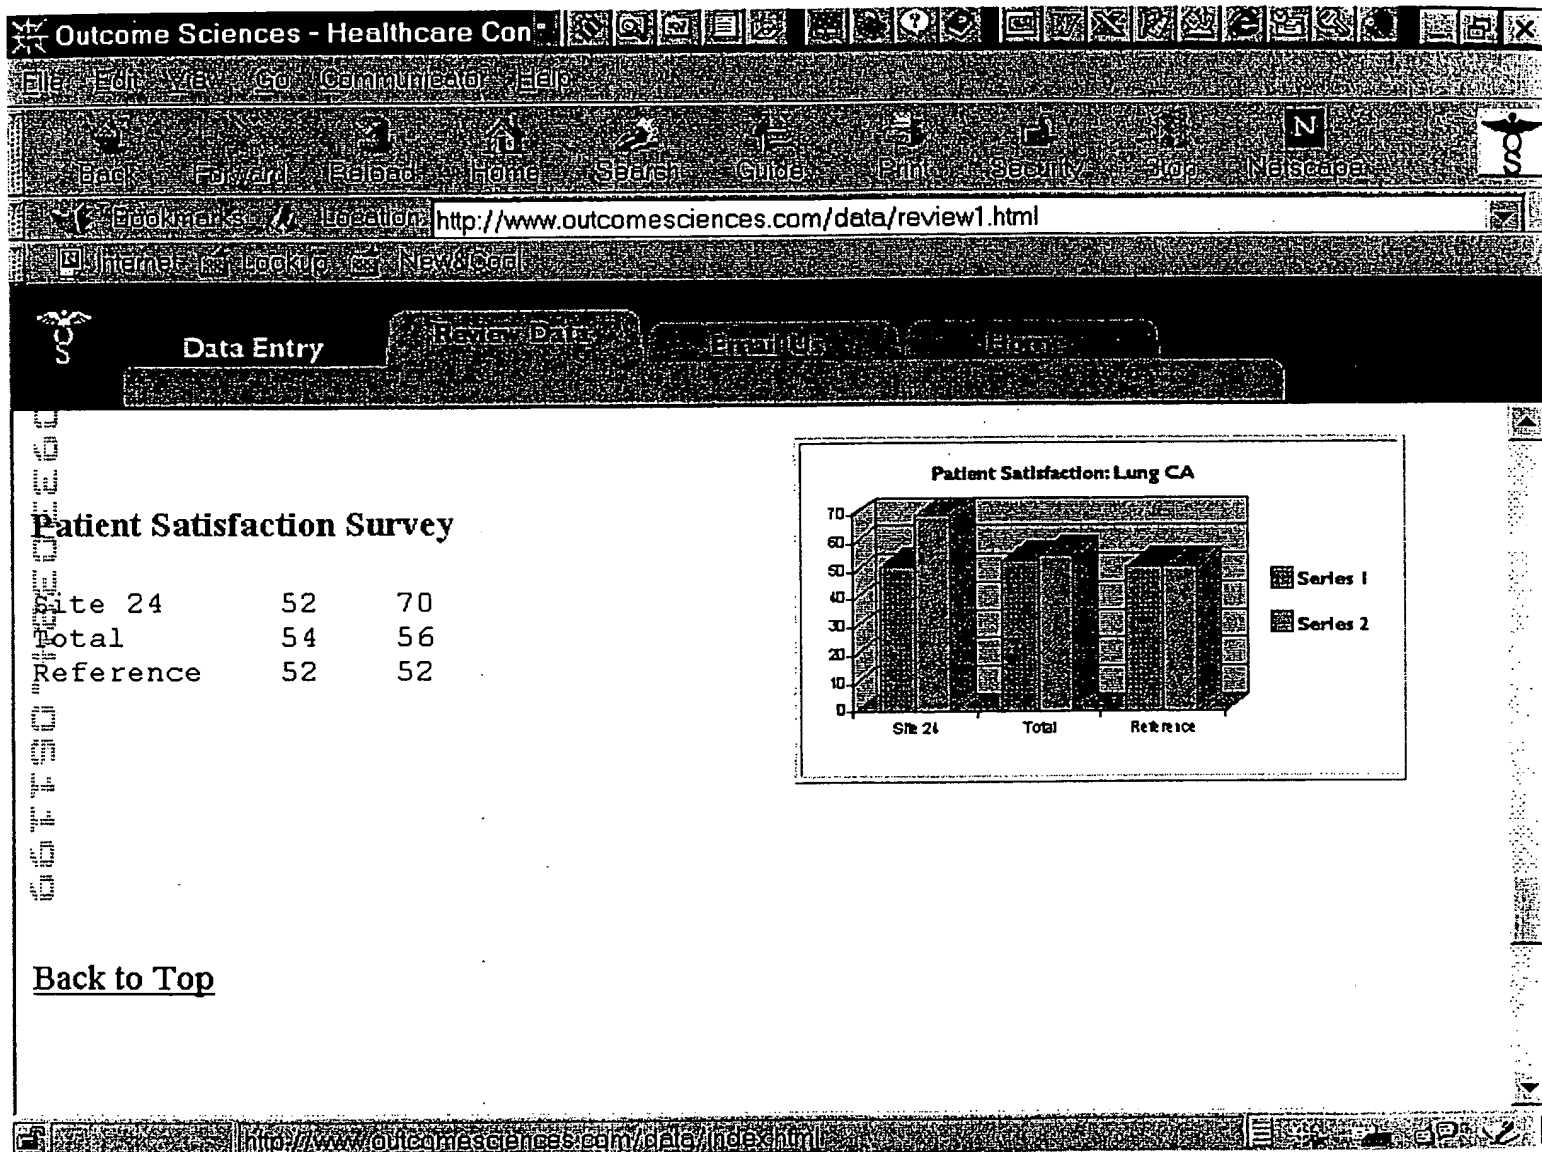 Outcome Sciences - Healthcare Con
File Edit View Go Communicator Help
Back Forward Reload Home Search Guide Print Security Stop Netscape
N
Bookmarks Location: http://www.outcomesciences.com/data/review1.html
Internet Lookup New&Cool
Data Entry Review Data Email Us Home
Patient Satisfaction Survey
Site 24 52 70
Total 54 56
Reference 52 52
Patient Satisfaction: Lung CA
70
60
50
40
30
20
10
0
Site 24 Total Reference
Series 1
Series 2
Back to Top
http://www.outcomesciences.com/data/index.html